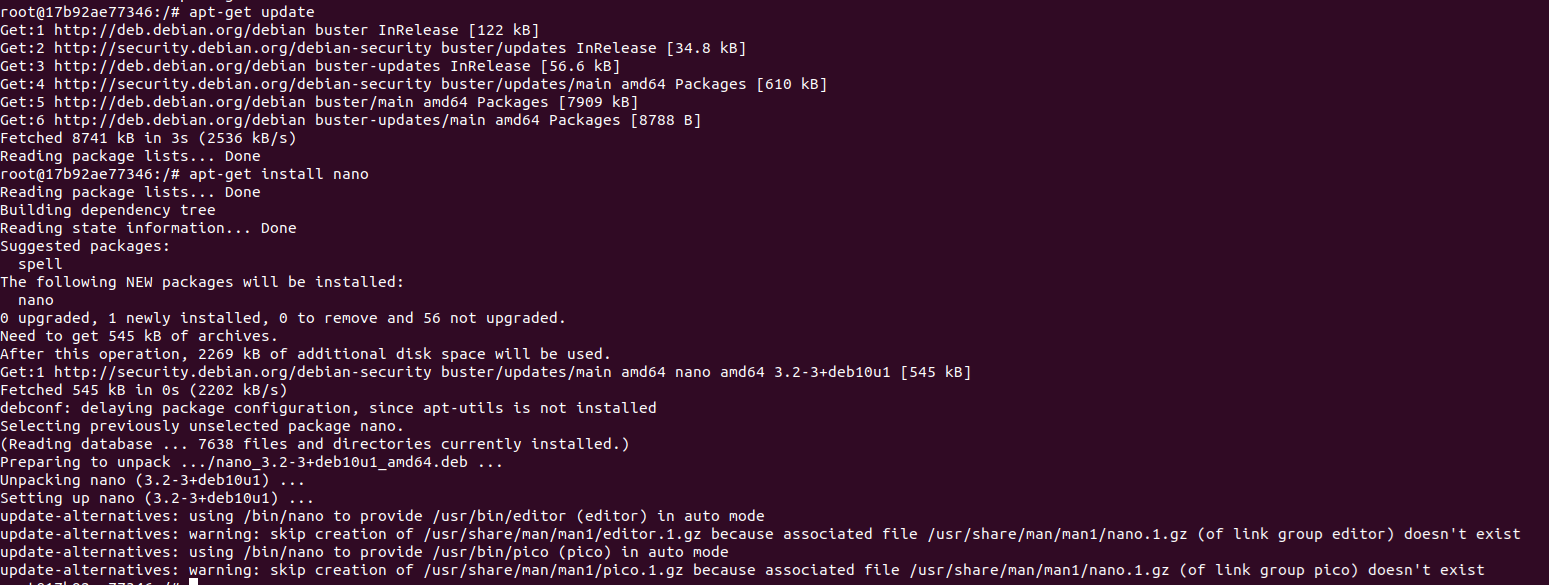 root@17b92ae77346:/# apt-get update
Get:1 http://deb.debian.org/debian buster InRelease [122 kB]
Get:2 http://security.debian.org/debian-security buster/updates InRelease [34.8 kB]
Get:3 http://deb.debian.org/debian buster-updates InRelease [56.6 kB]
Get:4 http://security.debian.org/debian-security buster/updates/main amd64 Packages [610 kB]
Get:5 http://deb.debian.org/debian buster/main amd64 Packages [7909 kB]
Get:6 http://deb.debian.org/debian buster-updates/main amd64 Packages [8788 B]
Fetched 8741 kB in 3s (2536 kB/s)
Reading package lists... Done
root@17b92ae77346:/# apt-get install nano
Reading package lists... Done
Building dependency tree
Reading state information... Done
Suggested packages:
  spell
The following NEW packages will be installed:
  nano
0 upgraded, 1 newly installed, 0 to remove and 56 not upgraded.
Need to get 545 kB of archives.
After this operation, 2269 kB of additional disk space will be used.
Get:1 http://security.debian.org/debian-security buster/updates/main amd64 nano amd64 3.2-3+deb10u1 [545 kB]
Fetched 545 kB in 0s (2202 kB/s)
debconf: delaying package configuration, since apt-utils is not installed
Selecting previously unselected package nano.
(Reading database ... 7638 files and directories currently installed.)
Preparing to unpack .../nano_3.2-3+deb10u1_amd64.deb ...
Unpacking nano (3.2-3+deb10u1) ...
Setting up nano (3.2-3+deb10u1) ...
update-alternatives: using /bin/nano to provide /usr/bin/editor (editor) in auto mode
update-alternatives: warning: skip creation of /usr/share/man/man1/editor.1.gz because associated file /usr/share/man/man1/nano.1.gz (of link group editor) doesn't exist
update-alternatives: using /bin/nano to provide /usr/bin/pico (pico) in auto mode
update-alternatives: warning: skip creation of /usr/share/man/man1/pico.1.gz because associated file /usr/share/man/man1/nano.1.gz (of link group pico) doesn't exist
root@17b92ae77346:/#